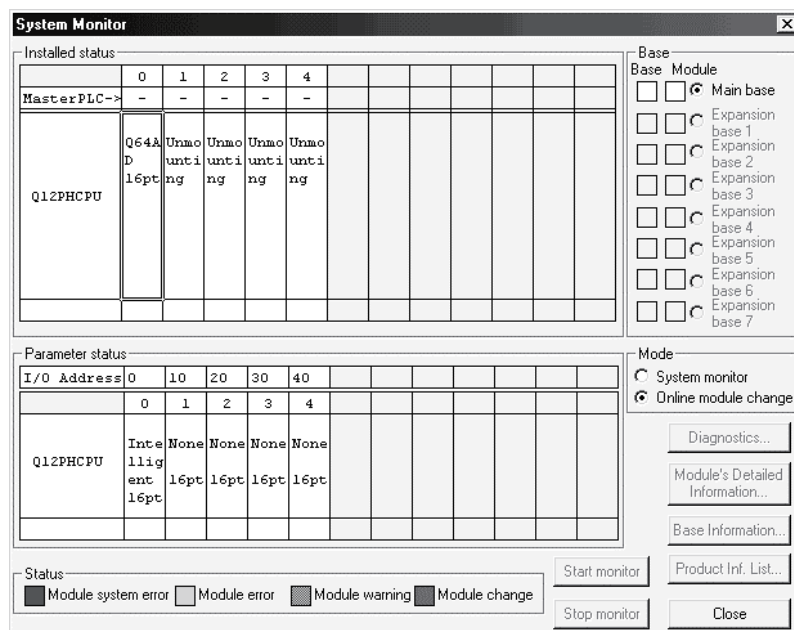 System Monitor
Installed status
0 1 2 3 4
MasterPLC-> - - - - -
Q12PHCPU
Q64A
D
16pt
Unmo
unti
ng
Unmo
unti
ng
Unmo
unti
ng
Unmo
unti
ng
Base
Base Module
Main base
Expansion
base 1
Expansion
base 2
Expansion
base 3
Expansion
base 4
Expansion
base 5
Expansion
base 6
Expansion
base 7
Parameter status
I/O Address 0 10 20 30 40
0 1 2 3 4
Q12PHCPU
Inte
llig
ent
16pt
None
16pt
None
16pt
None
16pt
None
16pt
Mode
System monitor
Online module change
Diagnostics...
Module's Detailed
Information...
Base Information...
Product Inf. List...
Status
Module system error Module error Module warning Module change
Start monitor
Stop monitor
Close